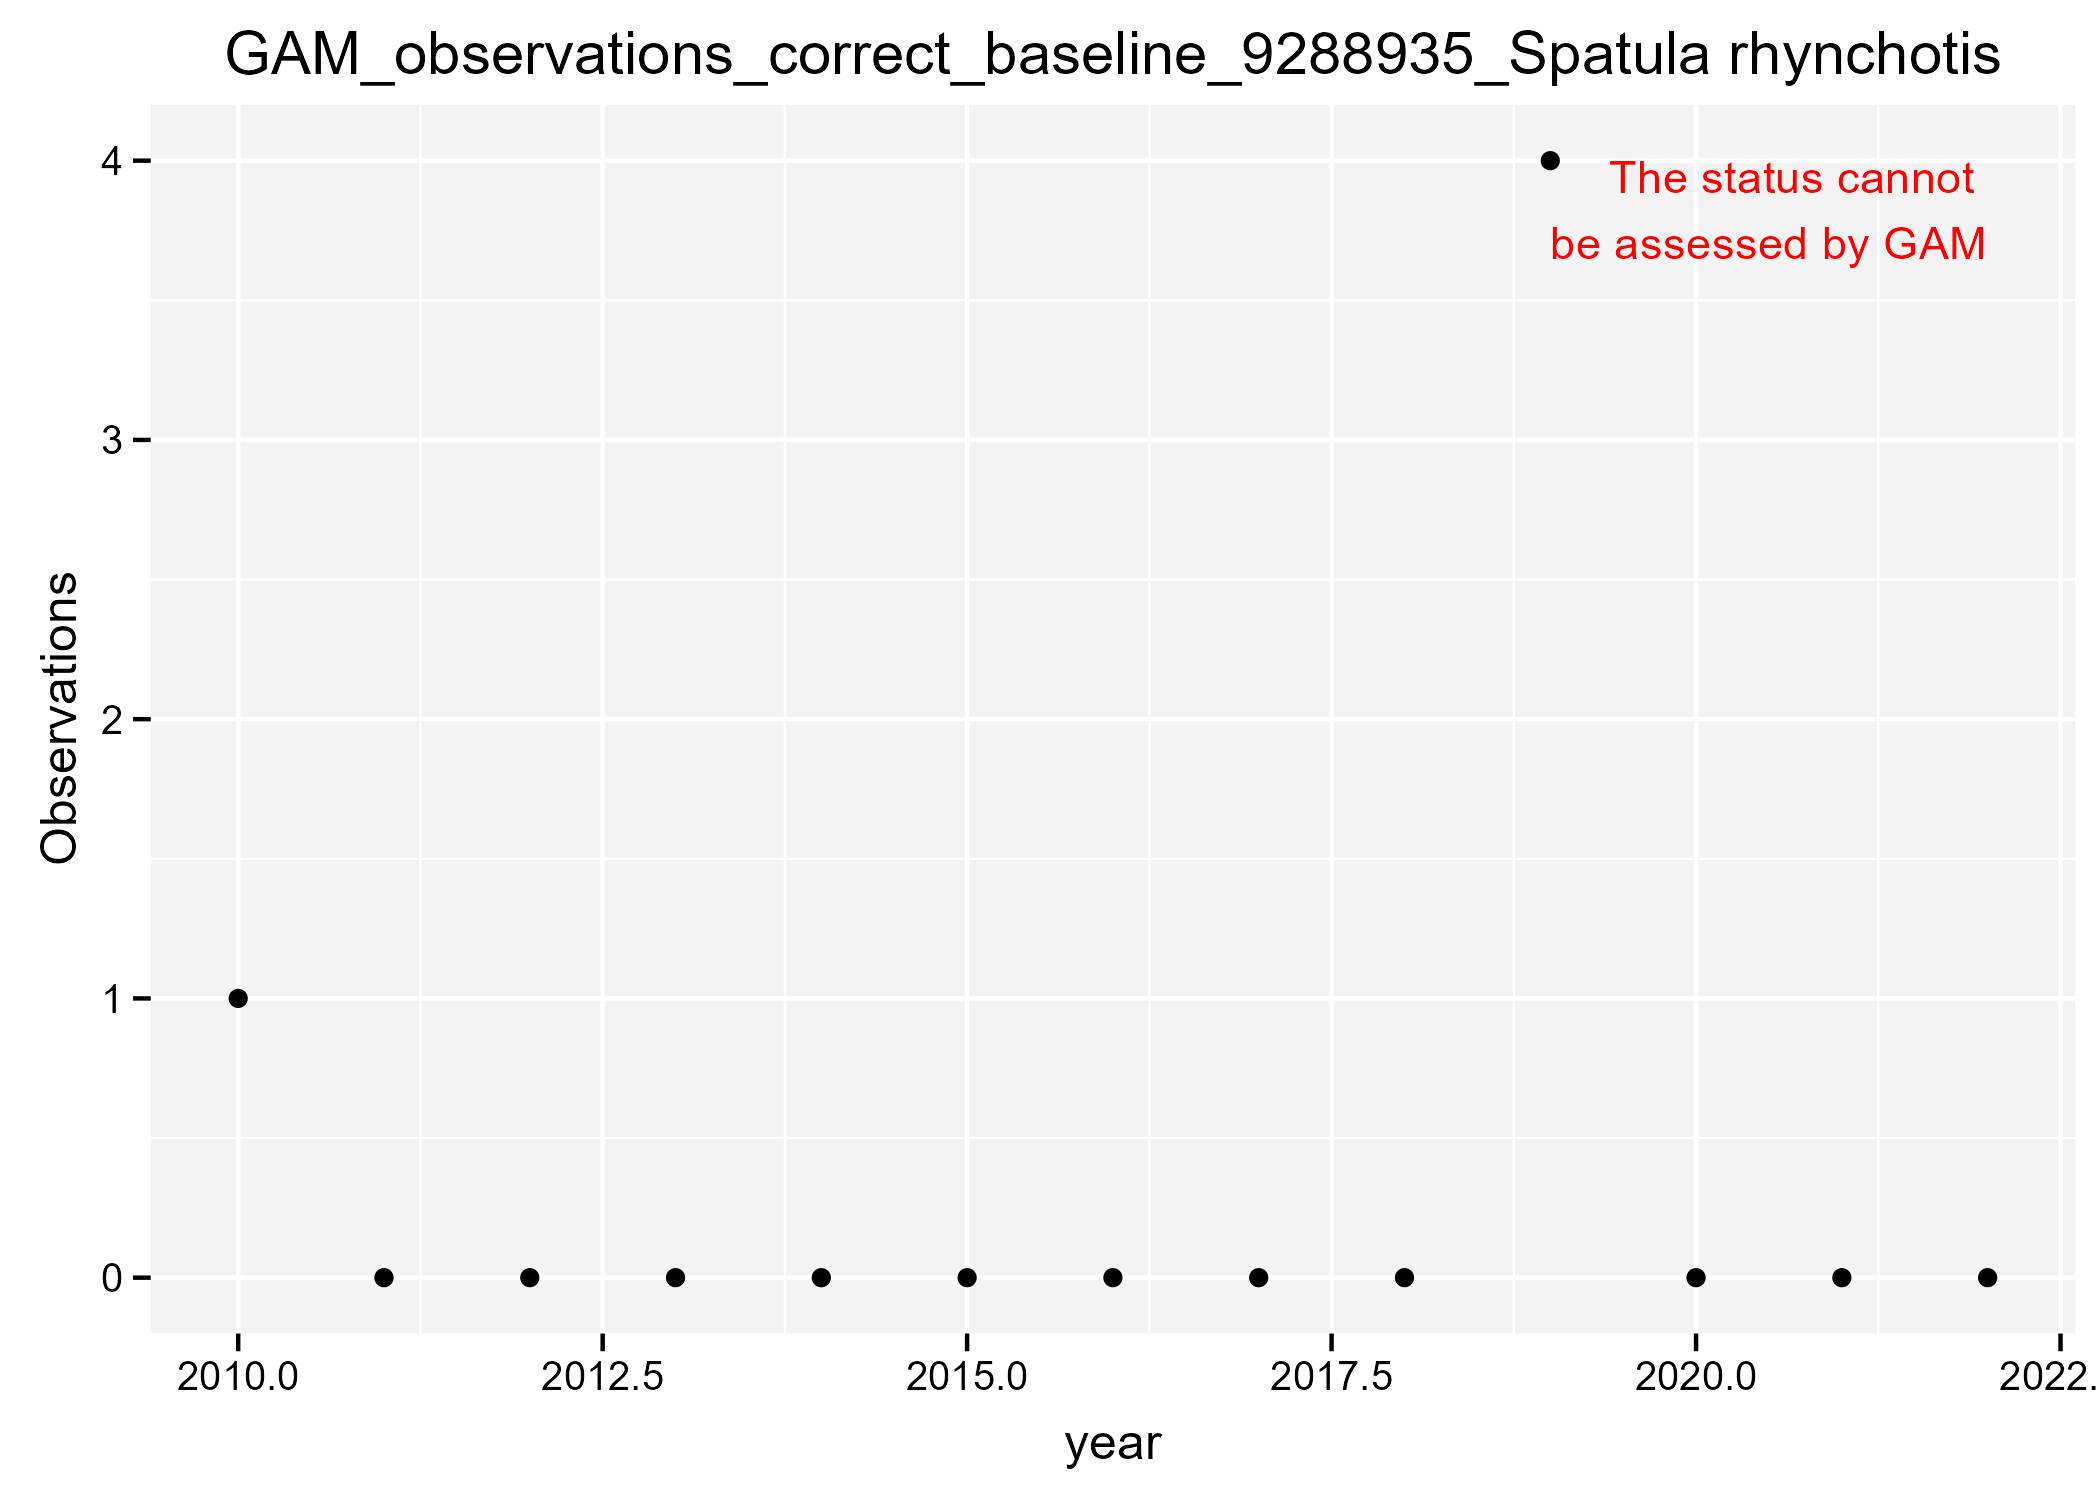 GAM_observations_correct_baseline_9288935_Spatula rhynchotis
4
The status cannot
be assessed by GAM
3
Observations
2
1
0
2010.0 2012.5 2015.0 2017.5 2020.0 2022.
year